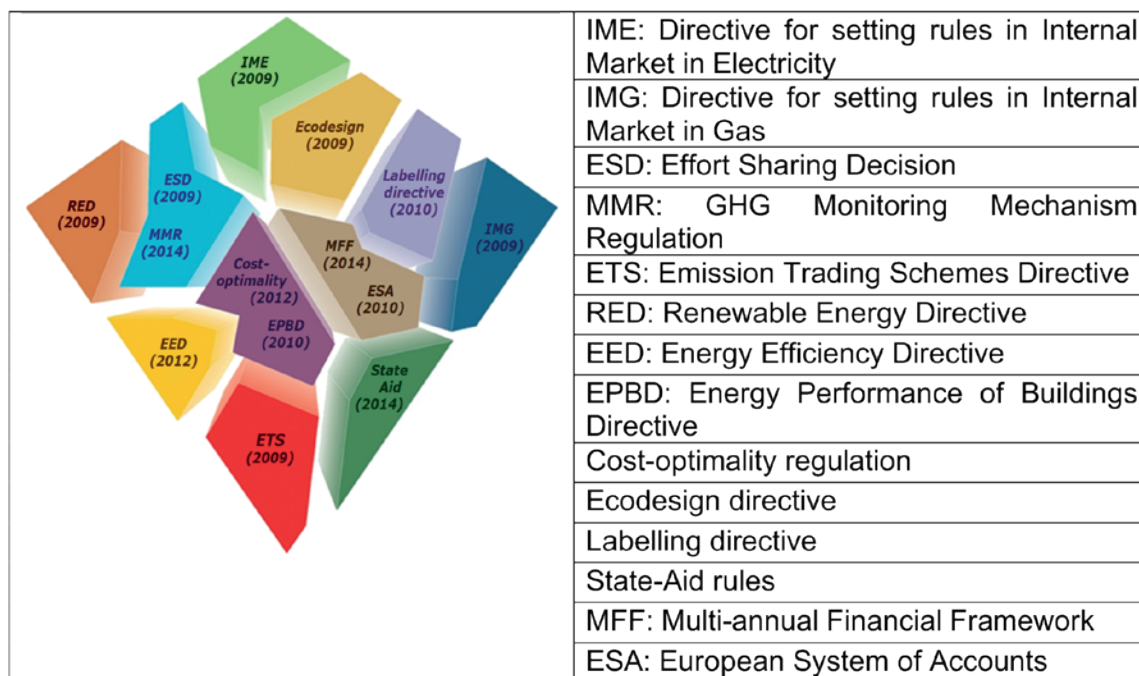 IME
(2009)
Ecodesign
(2009)
Labelling
directive
(2010)
ESD
(2009)
RED
(2009)
IMG
(2009)
MMR
(2014)
MFF
(2014)
Cost-
optimality
(2012)
ESA
(2010)
EPBD
(2010)
EED
(2012)
State
Aid
(2014)
ETS
(2009)
IME: Directive for setting rules in Internal
Market in Electricity
IMG: Directive for setting rules in Internal
Market in Gas
ESD: Effort Sharing Decision
MMR: GHG Monitoring Mechanism
Regulation
ETS: Emission Trading Schemes Directive
RED: Renewable Energy Directive
EED: Energy Efficiency Directive
EPBD: Energy Performance of Buildings
Directive
Cost-optimality regulation
Ecodesign directive
Labelling directive
State-Aid rules
MFF: Multi-annual Financial Framework
ESA: European System of Accounts